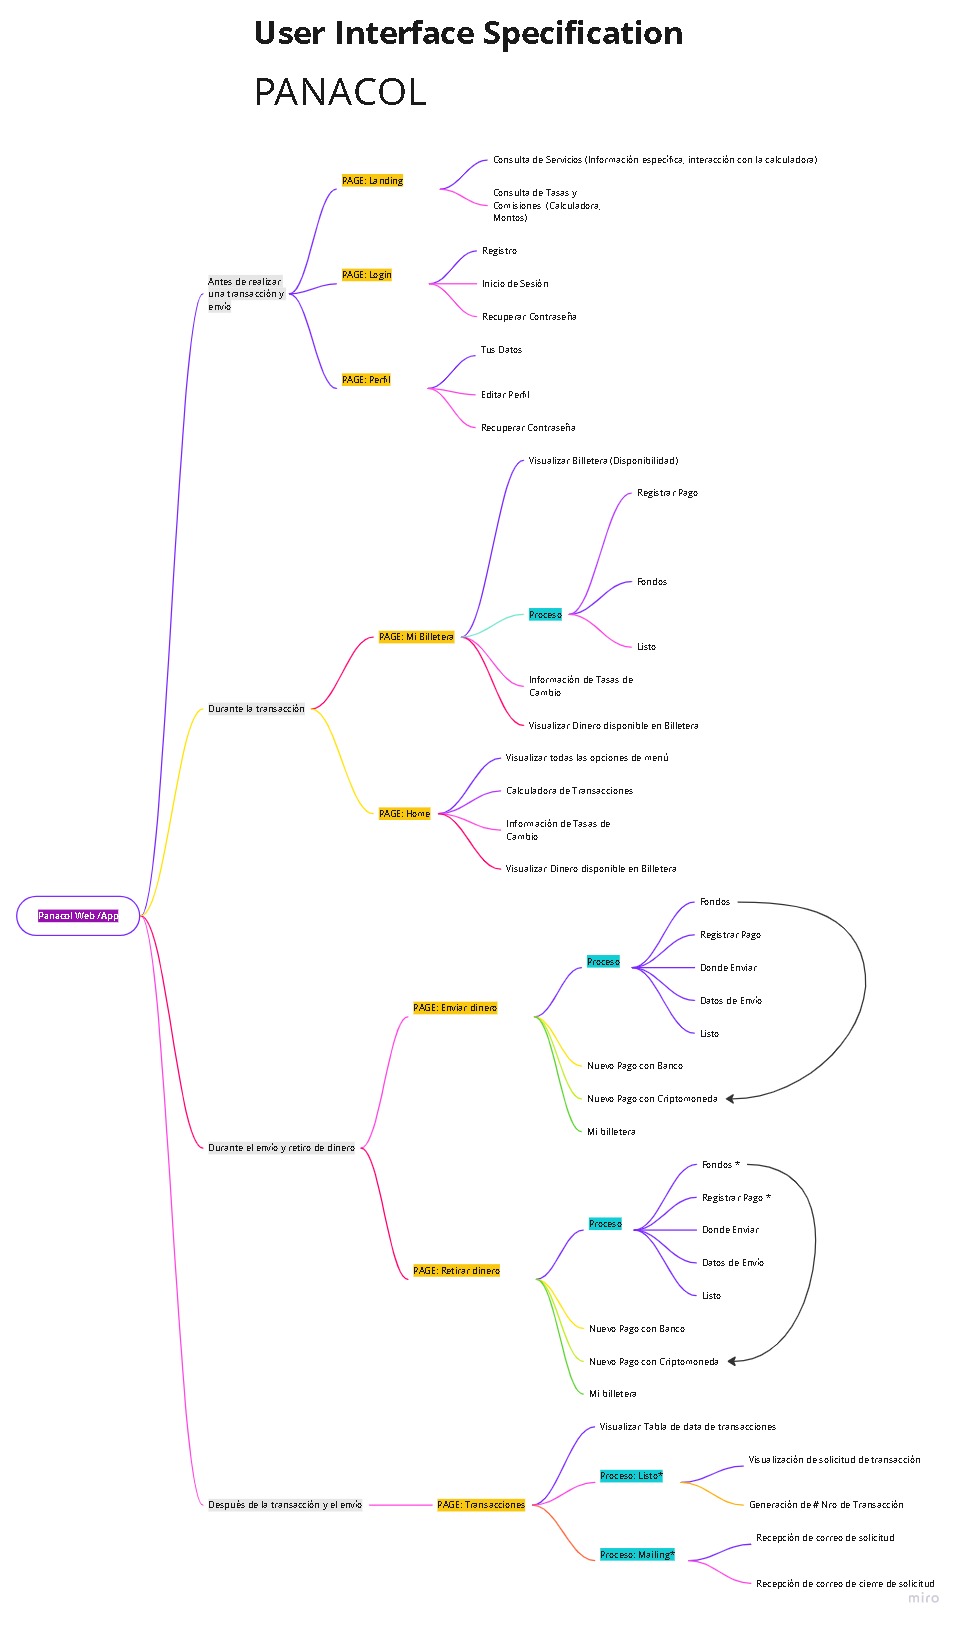 User Interface Specification
PANACOL
Panacol Web /App
Antes de realizar
una transacción y
envío
PAGE: Landing
Consulta de Servicios (Información específica, interacción con la calculadora)
Consulta de Tasas y
Comisiones (Calculadora,
Montos)
PAGE: Login
Registro
Inicio de Sesión
Recuperar Contraseña
PAGE: Perfil
Tus Datos
Editar Perfil
Recuperar Contraseña
Durante la transacción
PAGE: Mi Billetera
Visualizar Billetera (Disponibilidad)
Proceso
Registrar Pago
Fondos
Listo
Información de Tasas de
Cambio
Visualizar Dinero disponible en Billetera
PAGE: Home
Visualizar todas las opciones de menú
Calculadora de Transacciones
Información de Tasas de
Cambio
Visualizar Dinero disponible en Billetera
Durante el envío y retiro de dinero
PAGE: Enviar dinero
Proceso
Fondos
Registrar Pago
Donde Enviar
Datos de Envío
Listo
Nuevo Pago con Banco
Nuevo Pago con Criptomoneda
Mi billetera
PAGE: Retirar dinero
Proceso
Fondos *
Registrar Pago *
Donde Enviar
Datos de Envío
Listo
Nuevo Pago con Banco
Nuevo Pago con Criptomoneda
Mi billetera
Después de la transacción y el envío
PAGE: Transacciones
Visualizar Tabla de data de transacciones
Proceso: Listo*
Visualización de solicitud de transacción
Generación de # Nro de Transacción
Proceso: Mailing*
Recepción de correo de solicitud
Recepción de correo de cierre de solicitud
miro